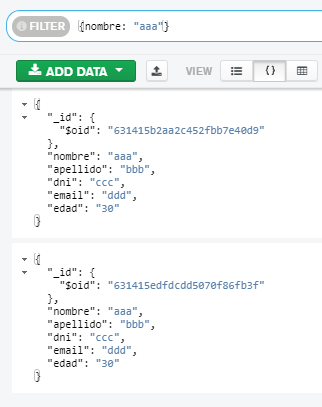 FILTER {nombre: "aaa"}
ADD DATA VIEW { }
{
"_id": {
"$oid": "631415b2aa2c452fbb7e40d9"
},
"nombre": "aaa",
"apellido": "bbb",
"dni": "ccc",
"email": "ddd",
"edad": "30"
}
{
"_id": {
"$oid": "631415edfdcdd5070f86fb3f"
},
"nombre": "aaa",
"apellido": "bbb",
"dni": "ccc",
"email": "ddd",
"edad": "30"
}